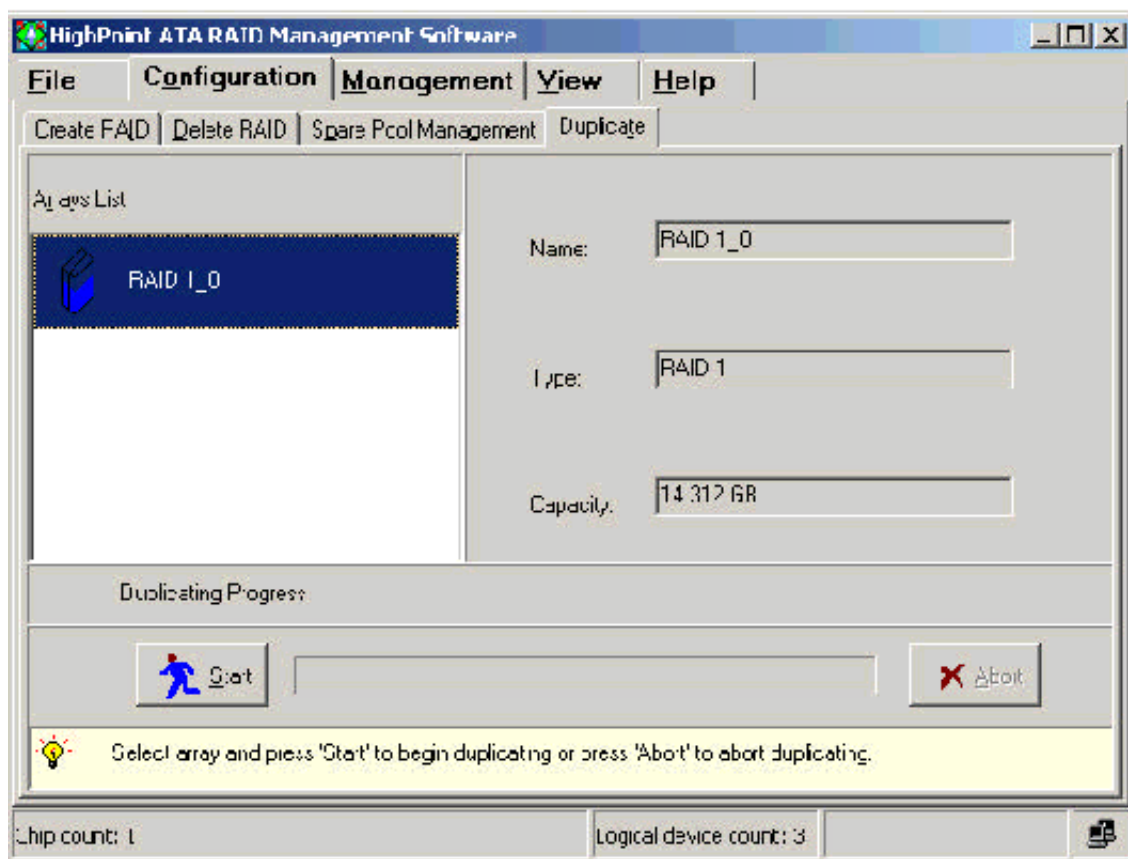 HighPoint ATA RAID Management Software
File Configuration Management View Help
Create RAID Delete RAID Spare Pool Management Duplicate
Arrays List
RAID 1_0
Name: RAID 1_0
Type: RAID 1
Capacity: 14.312 GB
Duplicating Progress
Start Abort
Select array and press 'Start' to begin duplicating or press 'Abort' to abort duplicating.
Chip count: 1 Logical device count: 3